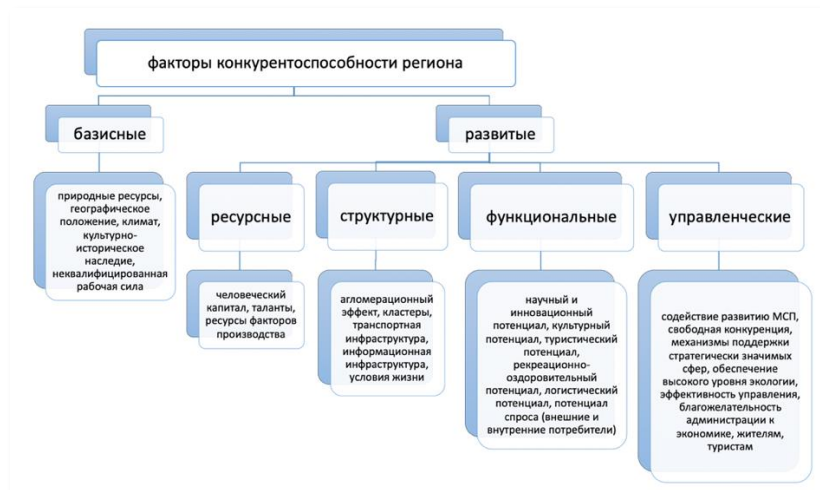 факторы конкурентоспособности региона
базисные
развитые
природные ресурсы,
географическое
положение, климат,
культурно-
историческое
наследие,
неквалифицированная
рабочая сила
ресурсные
структурные
функциональные
управленческие
человеческий
капитал, таланты,
ресурсы факторов
производства
агломерационный
эффект, кластеры,
транспортная
инфраструктура,
информационная
инфраструктура,
условия жизни
научный и
инновационный
потенциал, культурный
потенциал, туристический
потенциал,
рекреационно-
оздоровительный
потенциал, логистический
потенциал, потенциал
спроса (внешние и
внутренние потребители)
содействие развитию МСП,
свободная конкуренция,
механизмы поддержки
стратегически значимых
сфер, обеспечение
высокого уровня экологии,
эффективность управления,
благожелательность
администрации к
экономике, жителям,
туристам